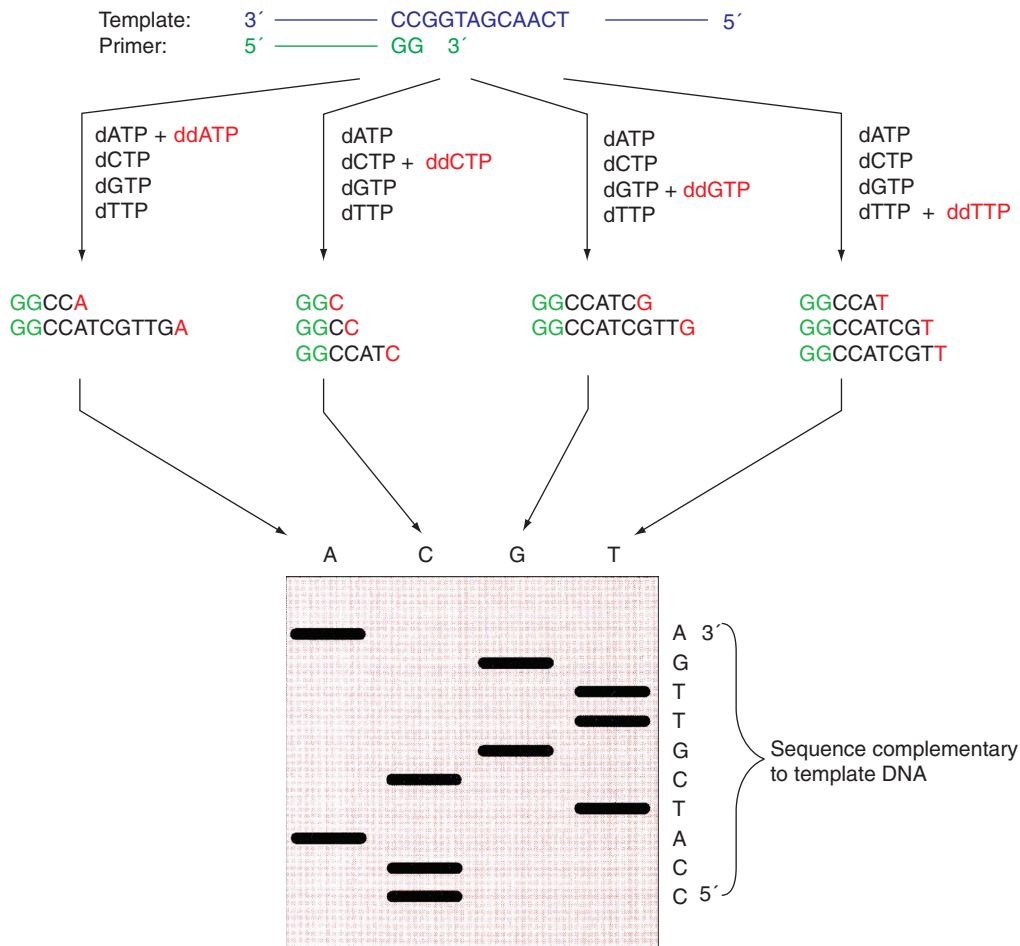 Template: 3´ CCGGTAGCAACT 5´
Primer: 5´ GG 3´
dATP + ddATP
dCTP
dGTP
dTTP
dATP
dCTP + ddCTP
dGTP
dTTP
dATP
dCTP
dGTP + ddGTP
dTTP
dATP
dCTP
dGTP
dTTP + ddTTP
GGCCA
GGCCATCGTTGA
GGC
GGCC
GGCCATC
GGCCATCG
GGCCATCGTTG
GGCCAT
GGCCATCGT
GGCCATCGTT
A C G T
A 3´
G
T
T
G
C
T
A
C
C 5´
Sequence complementary
to template DNA